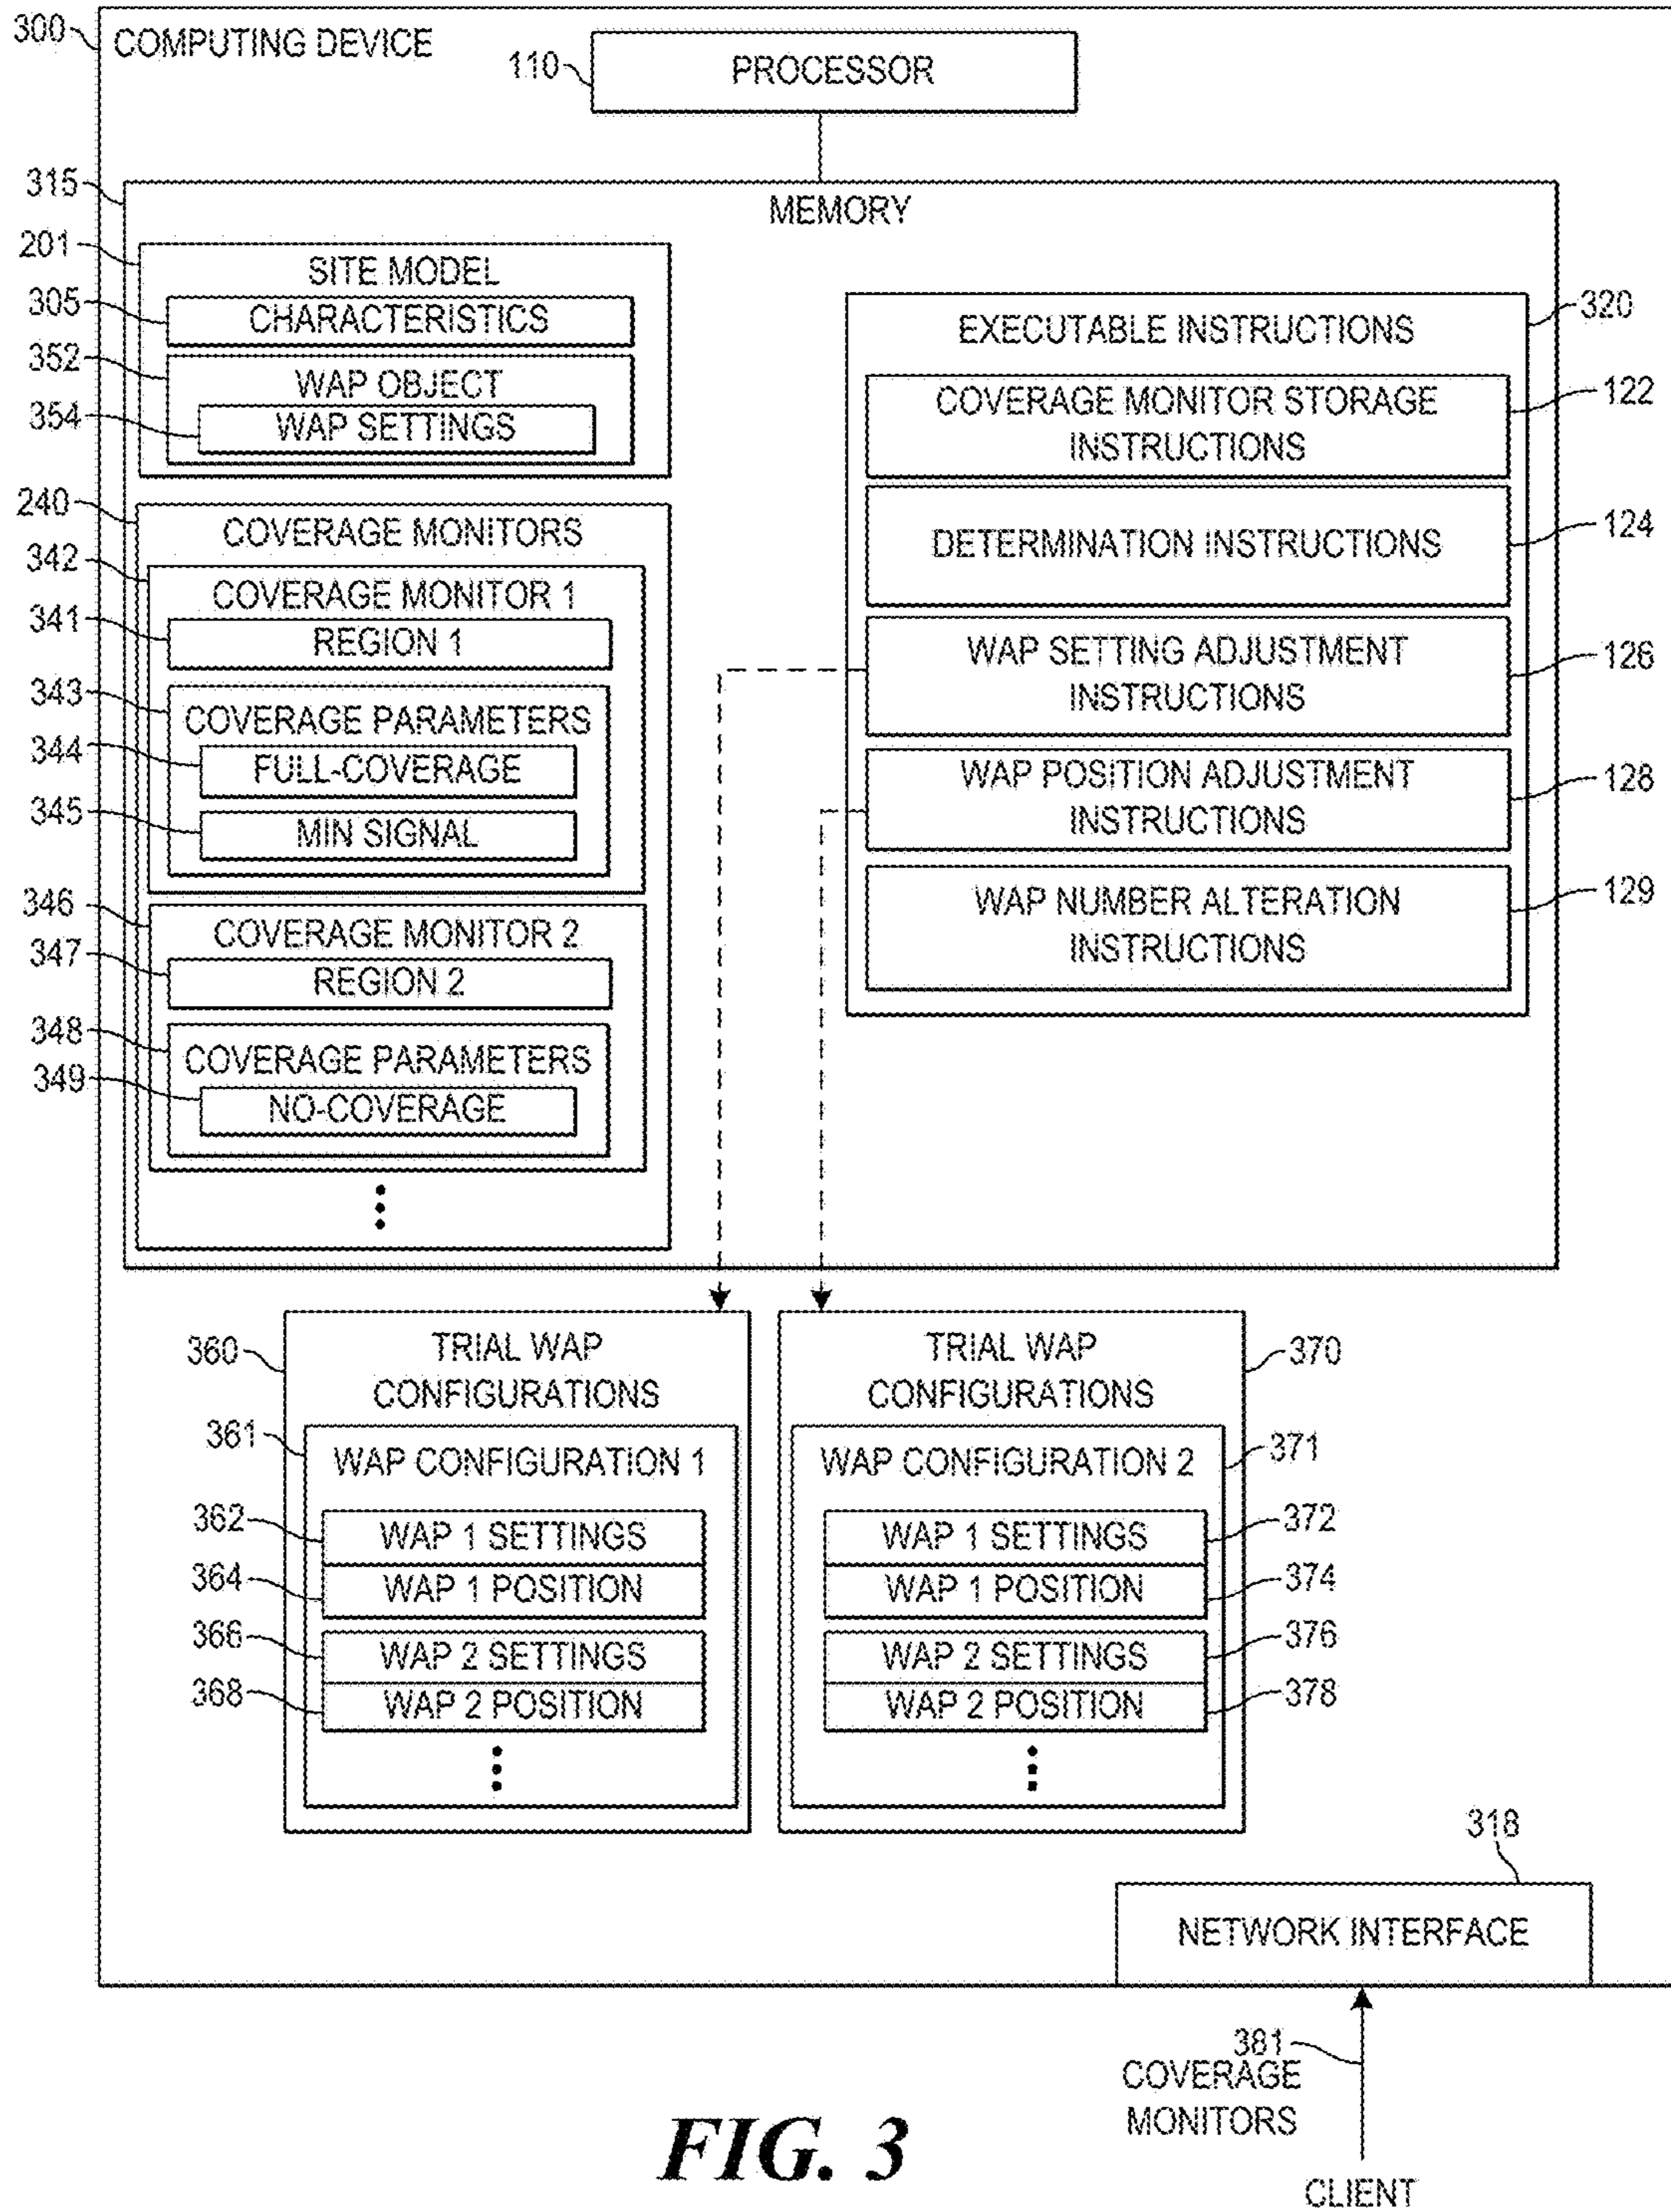 300
COMPUTING DEVICE
110
PROCESSOR
315
MEMORY
201
SITE MODEL
305
CHARACTERISTICS
352
WAP OBJECT
354
WAP SETTINGS
240
COVERAGE MONITORS
342
COVERAGE MONITOR 1
341
REGION 1
343
COVERAGE PARAMETERS
344
FULL-COVERAGE
345
MIN SIGNAL
346
COVERAGE MONITOR 2
347
REGION 2
348
COVERAGE PARAMETERS
349
NO-COVERAGE
320
EXECUTABLE INSTRUCTIONS
COVERAGE MONITOR STORAGE
INSTRUCTIONS
122
DETERMINATION INSTRUCTIONS
124
WAP SETTING ADJUSTMENT
INSTRUCTIONS
126
WAP POSITION ADJUSTMENT
INSTRUCTIONS
128
WAP NUMBER ALTERATION
INSTRUCTIONS
129
360
TRIAL WAP
CONFIGURATIONS
361
WAP CONFIGURATION 1
362
WAP 1 SETTINGS
364
WAP 1 POSITION
366
WAP 2 SETTINGS
368
WAP 2 POSITION
TRIAL WAP
CONFIGURATIONS
370
WAP CONFIGURATION 2
371
WAP 1 SETTINGS
372
WAP 1 POSITION
374
WAP 2 SETTINGS
376
WAP 2 POSITION
378
318
NETWORK INTERFACE
381
COVERAGE
MONITORS
CLIENT
FIG. 3